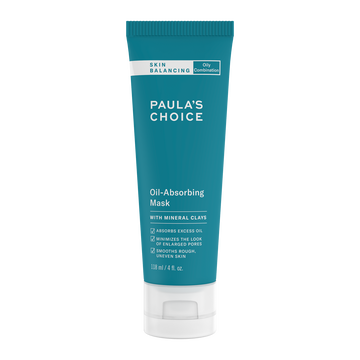 SKIN
BALANCING
Oily
Combination
PAULA'S
CHOICE
Oil-Absorbing
Mask
WITH MINERAL CLAYS
ABSORBS EXCESS OIL
MINIMIZES THE LOOK
OF ENLARGED PORES
SMOOTHS ROUGH,
UNEVEN SKIN
118 ml / 4 fl. oz.